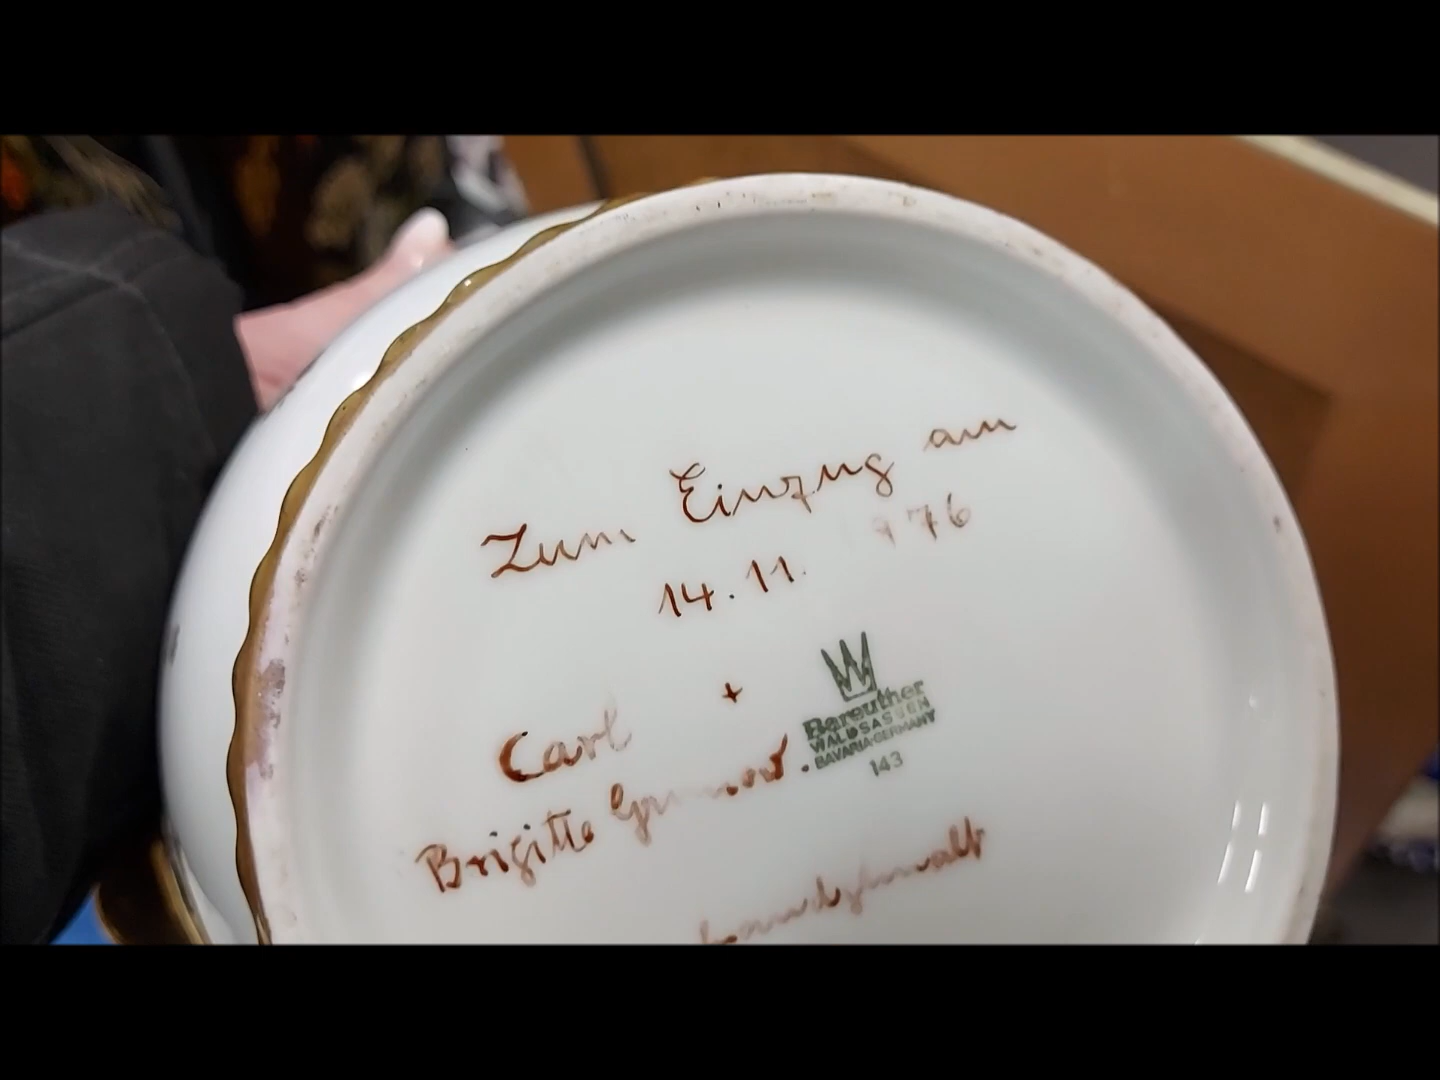 Zum Einzug am
14.11. 976
Carl +
Brigitte
Bareuther
WALDSASSEN
BAVARIA-GERMANY
143